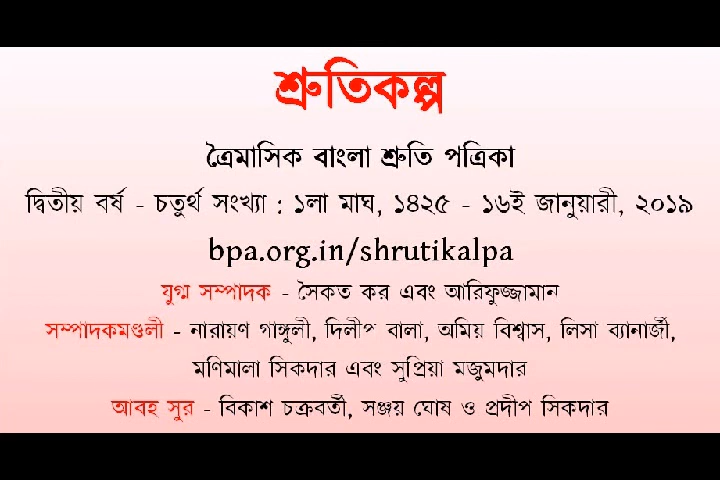 শ্রুতিকল্প
ত্রৈমাসিক বাংলা শ্রুতি পত্রিকা
দ্বিতীয় বর্ষ - চতুর্থ সংখ্যা : ১লা মাঘ, ১৪২৫ - ১৬ই জানুয়ারী, ২০১৯
bpa.org.in/shrutikalpa
যুগ্ম সম্পাদক - সৈকত কর এবং আরিফুজ্জামান
সম্পাদকমণ্ডলী - নারায়ণ গাঙ্গুলী, দিলীপ বালা, অমিয় বিশ্বাস, লিসা ব্যানার্জী,
মণিমালা সিকদার এবং সুপ্রিয়া মজুমদার
আবহ সুর - বিকাশ চক্রবর্তী, সঞ্জয় ঘোষ ও প্রদীপ সিকদার